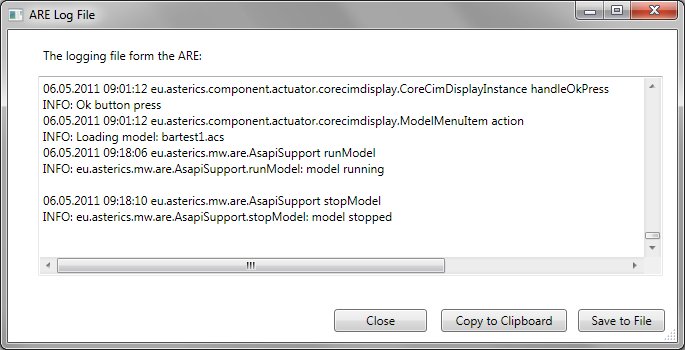 ARE Log File
The logging file form the ARE:
06.05.2011 09:01:12 eu.asterics.component.actuator.corecimdisplay.CoreCimDisplayInstance handleOkPress
INFO: Ok button press
06.05.2011 09:01:12 eu.asterics.component.actuator.corecimdisplay.ModelMenuItem action
INFO: Loading model: bartest1.acs
06.05.2011 09:18:06 eu.asterics.mw.are.AsapiSupport runModel
INFO: eu.asterics.mw.are.AsapiSupport.runModel: model running
06.05.2011 09:18:10 eu.asterics.mw.are.AsapiSupport stopModel
INFO: eu.asterics.mw.are.AsapiSupport.stopModel: model stopped
Close Copy to Clipboard Save to File